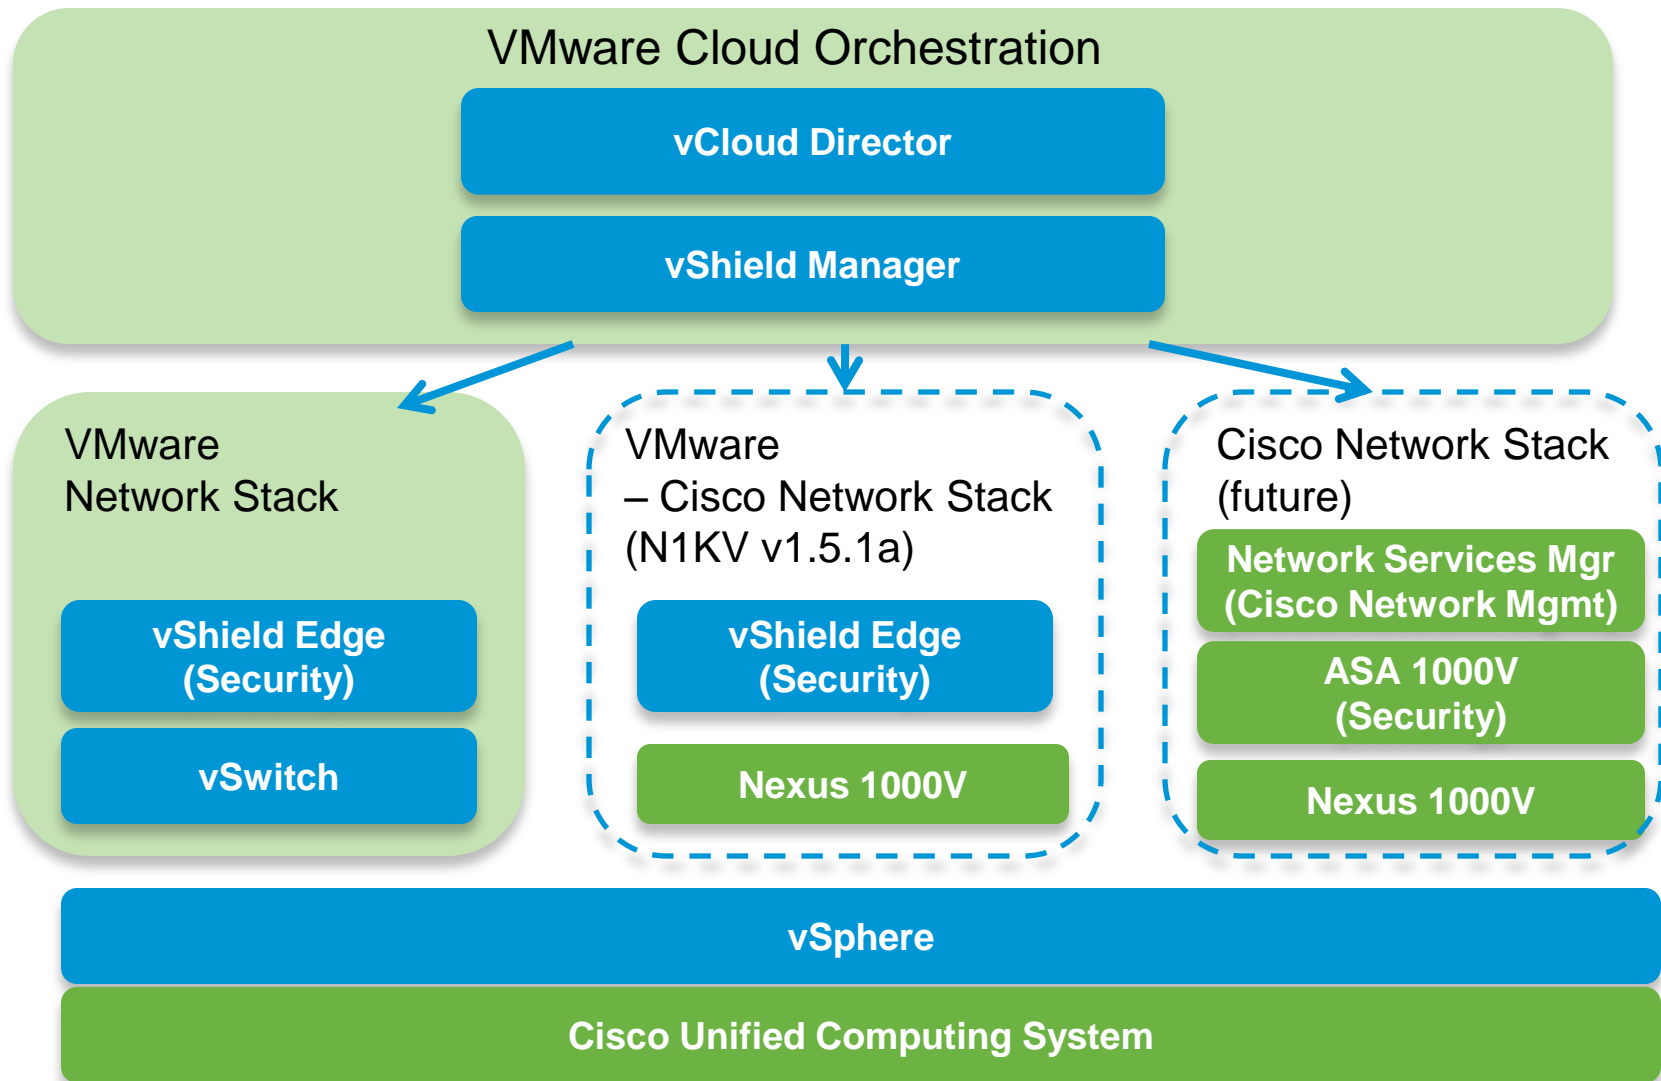 VMware Cloud Orchestration
vCloud Director
vShield Manager
VMware
Network Stack
vShield Edge
(Security)
vSwitch
VMware
– Cisco Network Stack
(N1KV v1.5.1a)
vShield Edge
(Security)
Nexus 1000V
Cisco Network Stack
(future)
Network Services Mgr
(Cisco Network Mgmt)
ASA 1000V
(Security)
Nexus 1000V
vSphere
Cisco Unified Computing System